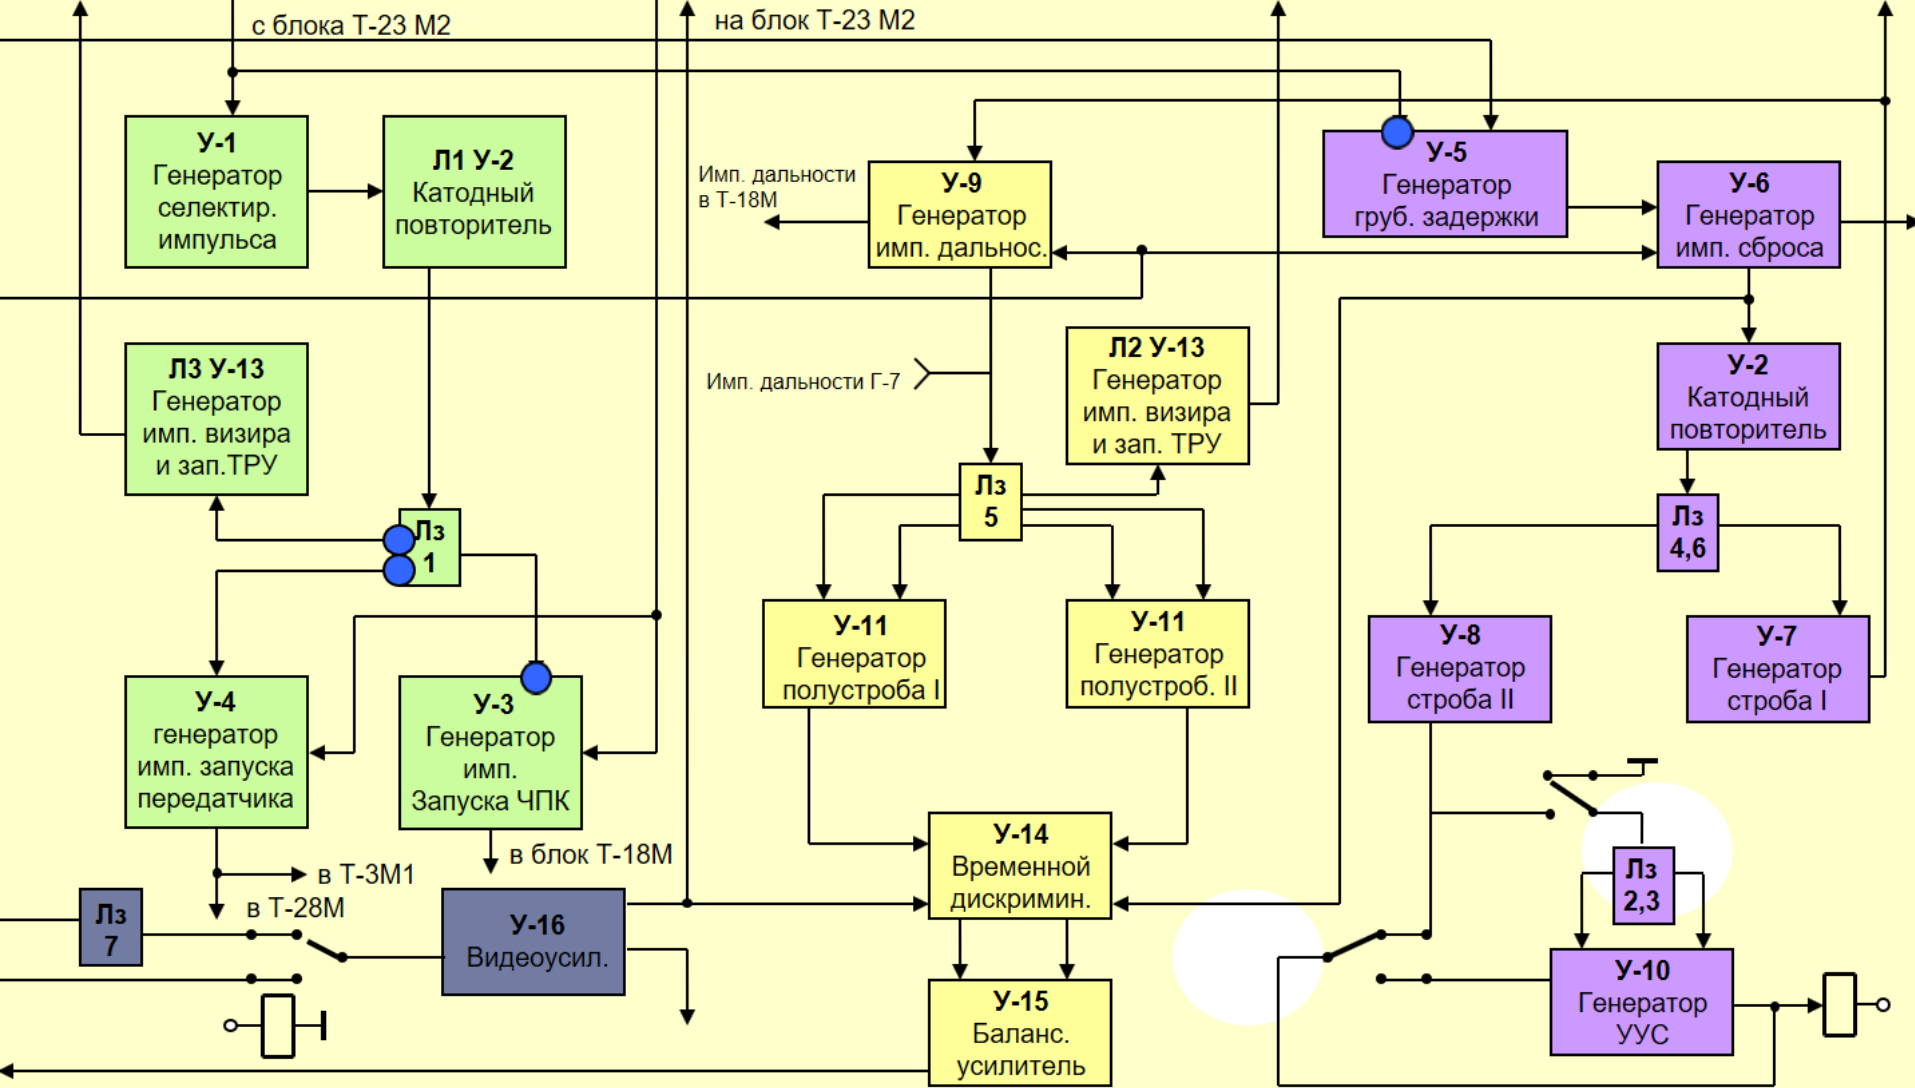 с блока Т-23 М2
на блок Т-23 М2
У-1
Генератор
селектир.
импульса
Л1 У-2
Катодный
повторитель
Имп. дальности
в Т-18М
У-9
Генератор
имп. дальнос.
У-5
Генератор
груб. задержки
У-6
Генератор
имп. сброса
Л3 У-13
Генератор
имп. визира
и зап.ТРУ
Имп. дальности Г-7
Л2 У-13
Генератор
имп. визира
и зап. ТРУ
У-2
Катодный
повторитель
Лз
1
Лз
5
Лз
4,6
У-4
генератор
имп. запуска
передатчика
У-3
Генератор
имп.
Запуска ЧПК
У-11
Генератор
полустроба I
У-11
Генератор
полустроб. II
У-8
Генератор
строба II
У-7
Генератор
строба I
в Т-3М1
в Т-28М
в блок Т-18М
Лз
7
У-16
Видеоусил.
У-14
Временной
дискримин.
У-15
Баланс.
усилитель
Лз
2,3
У-10
Генератор
УУС